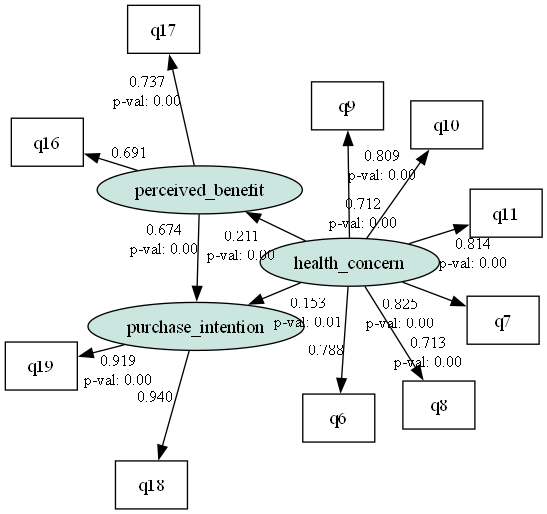 q17
0.737
p-val: 0.00
q9
q10
q16
0.691
0.809
p-val: 0.00
perceived_benefit
0.712
p-val: 0.00
q11
0.674
p-val: 0.00
0.211
p-val: 0.00
0.814
p-val: 0.00
health_concern
0.153
p-val: 0.01
0.825
p-val: 0.00
q7
purchase_intention
0.788
0.713
p-val: 0.00
q19
0.919
p-val: 0.00
0.940
q6
q8
q18